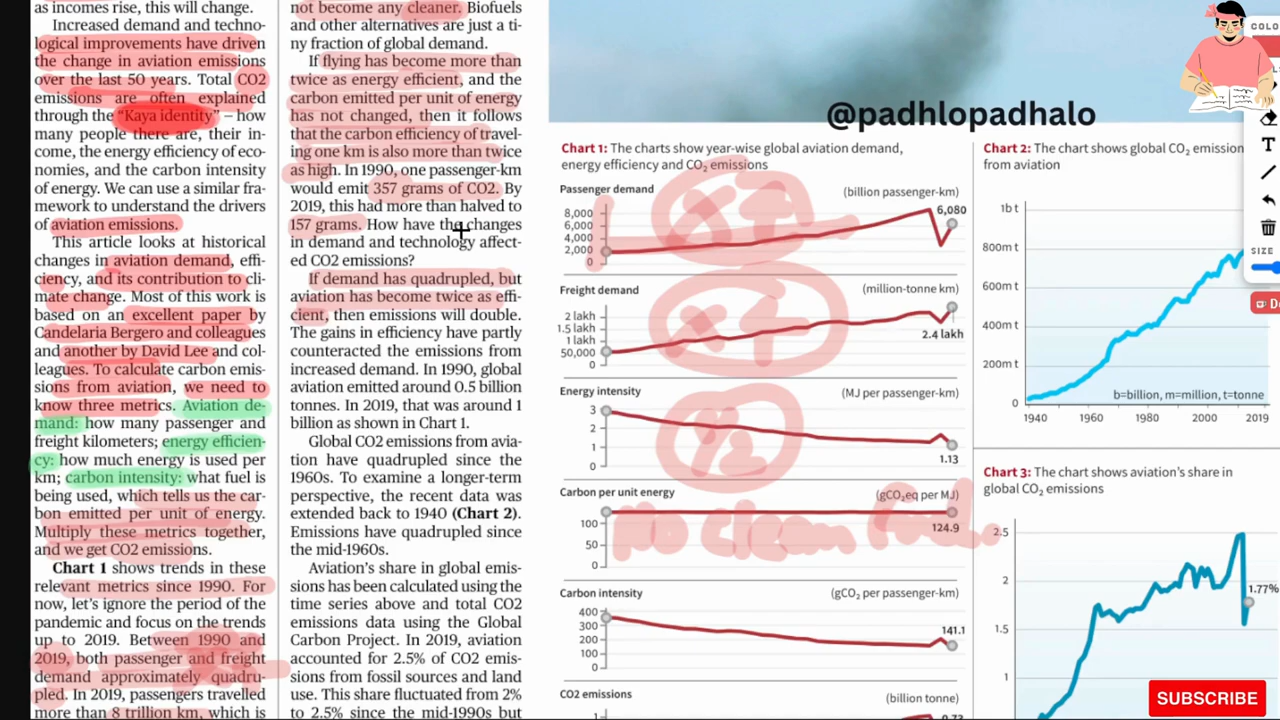 as incomes rise, this will change.
Increased demand and techno-
logical improvements have driven
the change in aviation emissions
over the last 50 years. Total CO2
emissions are often explained
through the "Kaya identity" – how
many people there are, their in-
come, the energy efficiency of eco-
nomies, and the carbon intensity
of energy. We can use a similar fra-
mework to understand the drivers
of aviation emissions.
This article looks at historical
changes in aviation demand, effi-
ciency, and its contribution to cli-
mate change. Most of this work is
based on an excellent paper by
Candelaria Bergero and colleagues
and another by David Lee and col-
leagues. To calculate carbon emis-
sions from aviation, we need to
know three metrics. Aviation de-
mand: how many passenger and
freight kilometers; energy efficien-
cy: how much energy is used per
km; carbon intensity: what fuel is
being used, which tells us the car-
bon emitted per unit of energy.
Multiply these metrics together,
and we get CO2 emissions.
Chart 1 shows trends in these
relevant metrics since 1990. For
now, let's ignore the period of the
pandemic and focus on the trends
up to 2019. Between 1990 and
2019, both passenger and freight
demand approximately quadru-
pled. In 2019, passengers travelled
more than 8 trillion km, which is
not become any cleaner. Biofuels
and other alternatives are just a ti-
ny fraction of global demand.
If flying has become more than
twice as energy efficient, and the
carbon emitted per unit of energy
has not changed, then it follows
that the carbon efficiency of travel-
ing one km is also more than twice
as high. In 1990, one passenger-km
would emit 357 grams of CO2. By
2019, this had more than halved to
157 grams. How have the changes
in demand and technology affect-
ed CO2 emissions?
If demand has quadrupled, but
aviation has become twice as effi-
cient, then emissions will double.
The gains in efficiency have partly
counteracted the emissions from
increased demand. In 1990, global
aviation emitted around 0.5 billion
tonnes. In 2019, that was around 1
billion as shown in Chart 1.
Global CO2 emissions from avia-
tion have quadrupled since the
1960s. To examine a longer-term
perspective, the recent data was
extended back to 1940 (Chart 2).
Emissions have quadrupled since
the mid-1960s.
Aviation's share in global emis-
sions has been calculated using the
time series above and total CO2
emissions data using the Global
Carbon Project. In 2019, aviation
accounted for 2.5% of CO2 emis-
sions from fossil sources and land
use. This share fluctuated from 2%
to 2.5% since the mid-1990s but
@padhlopadhalo
Chart 1: The charts show year-wise global aviation demand,
energy efficiency and CO2 emissions
Passenger demand (billion passenger-km)
8,000
6,000
4,000
2,000
0
6,080
Freight demand (million-tonne km)
2 lakh
1.5 lakh
1 lakh
50,000
0
2.4 lakh
x4
Energy intensity (MJ per passenger-km)
3
2
1
0
1.13
/2
Carbon per unit energy (gCO2eq per MJ)
100
50
0
124.9
No clean fuel
Carbon intensity (gCO2 per passenger-km)
400
300
200
100
0
141.1
CO2 emissions (billion tonne)
1
0.73
Chart 2: The chart shows global CO2 emission
from aviation
1b t
800m t
600m t
400m t
200m t
0
b=billion, m=million, t=tonne
1940 1960 1980 2000 2019
Chart 3: The chart shows aviation's share in
global CO2 emissions
2.5
2
1.5
1
1.77%
COLO
T
SIZE
SUBSCRIBE